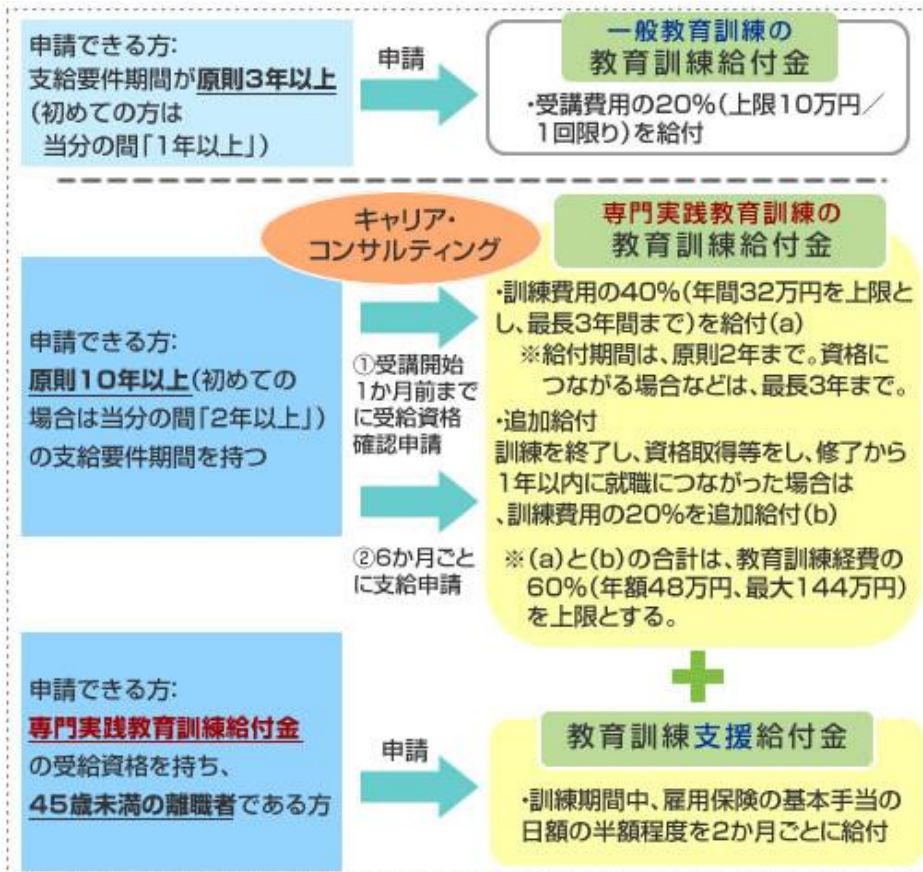 申請できる方:
支給要件期間が原則3年以上
(初めての方は
当分の間「1年以上」)
申請
一般教育訓練の
教育訓練給付金
・受講費用の20%(上限10万円／
1回限り)を給付
キャリア・
コンサルティング
専門実践教育訓練の
教育訓練給付金
申請できる方:
原則10年以上(初めての
場合は当分の間「2年以上」)
の支給要件期間を持つ
①受講開始
1か月前まで
に受給資格
確認申請
②6か月ごと
に支給申請
・訓練費用の40%(年間32万円を上限と
し、最長3年間まで)を給付(a)
※給付期間は、原則2年まで。資格に
つながる場合などは、最長3年まで。
・追加給付
訓練を終了し、資格取得等をし、修了から
1年以内に就職につながった場合は
、訓練費用の20%を追加給付(b)
※(a)と(b)の合計は、教育訓練経費の
60%(年額48万円、最大144万円)
を上限とする。
申請できる方:
専門実践教育訓練給付金
の受給資格を持ち、
45歳未満の離職者である方
申請
教育訓練支援給付金
・訓練期間中、雇用保険の基本手当の
日額の半額程度を2か月ごとに給付